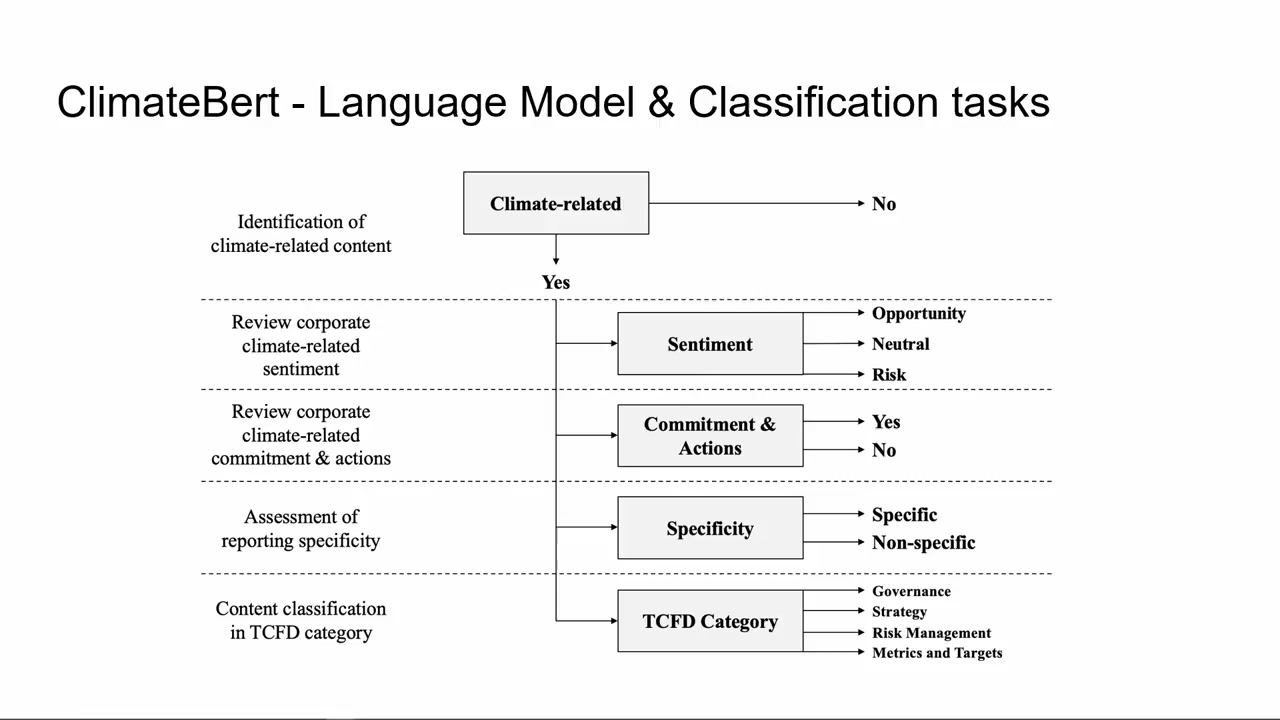 ClimateBert - Language Model & Classification tasks
Identification of
climate-related content
Climate-related
No
Yes
Review corporate
climate-related
sentiment
Sentiment
Opportunity
Neutral
Risk
Review corporate
climate-related
commitment & actions
Commitment &
Actions
Yes
No
Assessment of
reporting specificity
Specificity
Specific
Non-specific
Content classification
in TCFD category
TCFD Category
Governance
Strategy
Risk Management
Metrics and Targets